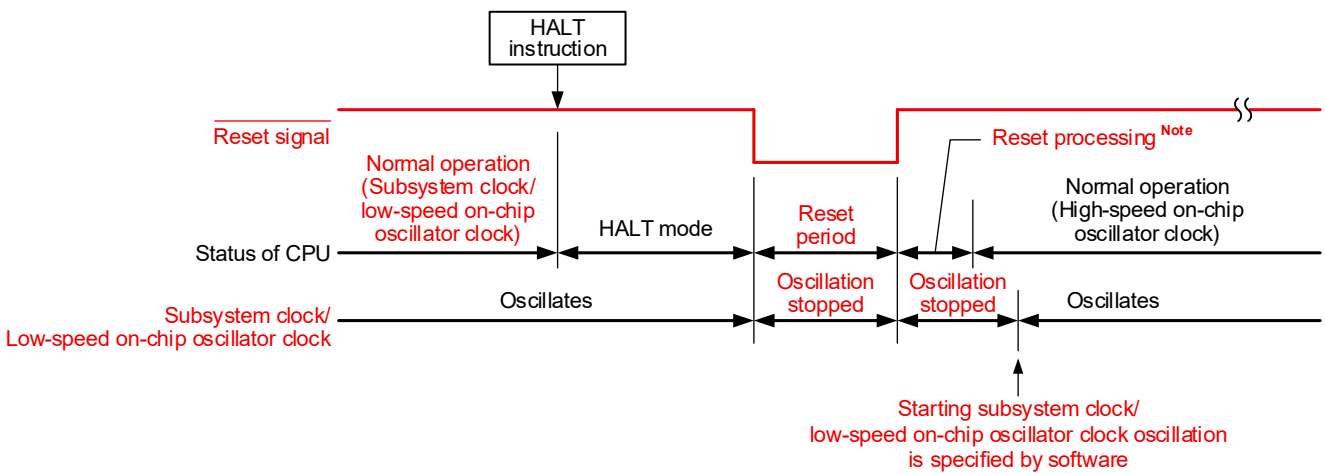 HALT
instruction
Reset signal
Reset processing Note
Normal operation
(Subsystem clock/
low-speed on-chip
oscillator clock)
HALT mode
Reset
period
Normal operation
(High-speed on-chip
oscillator clock)
Status of CPU
Oscillates
Oscillation
stopped
Oscillation
stopped
Oscillates
Subsystem clock/
Low-speed on-chip oscillator clock
Starting subsystem clock/
low-speed on-chip oscillator clock oscillation
is specified by software